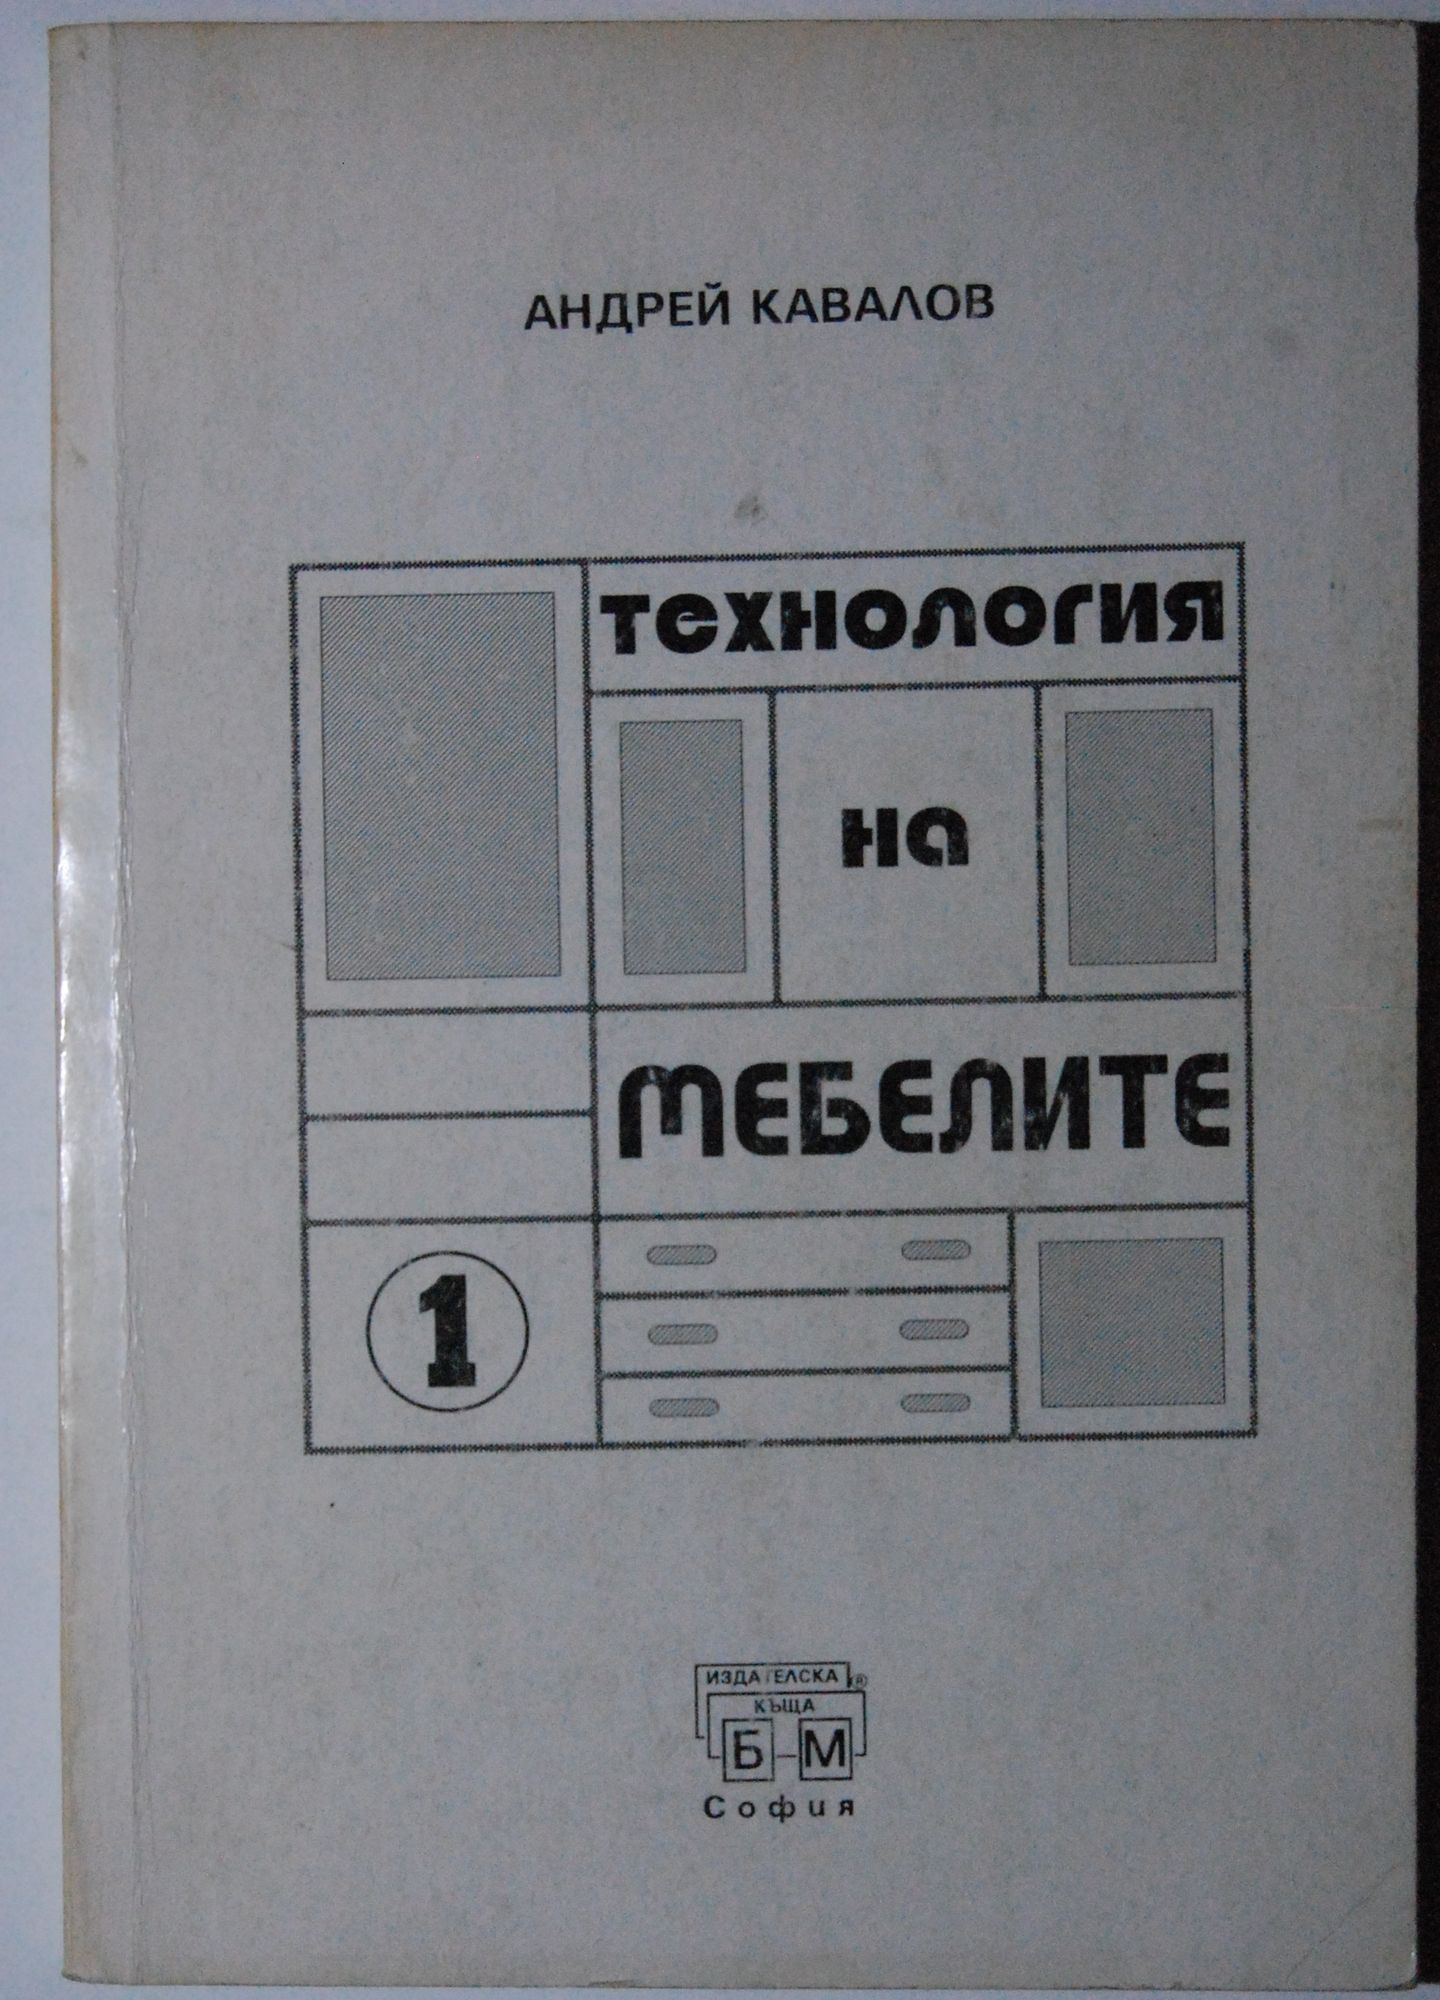 АНДРЕЙ КАВАЛОВ
ТЕХНОЛОГИЯ
НА
МЕБЕЛИТЕ
1
ИЗДАТЕЛСКА ®
КЪЩА
Б-М
София